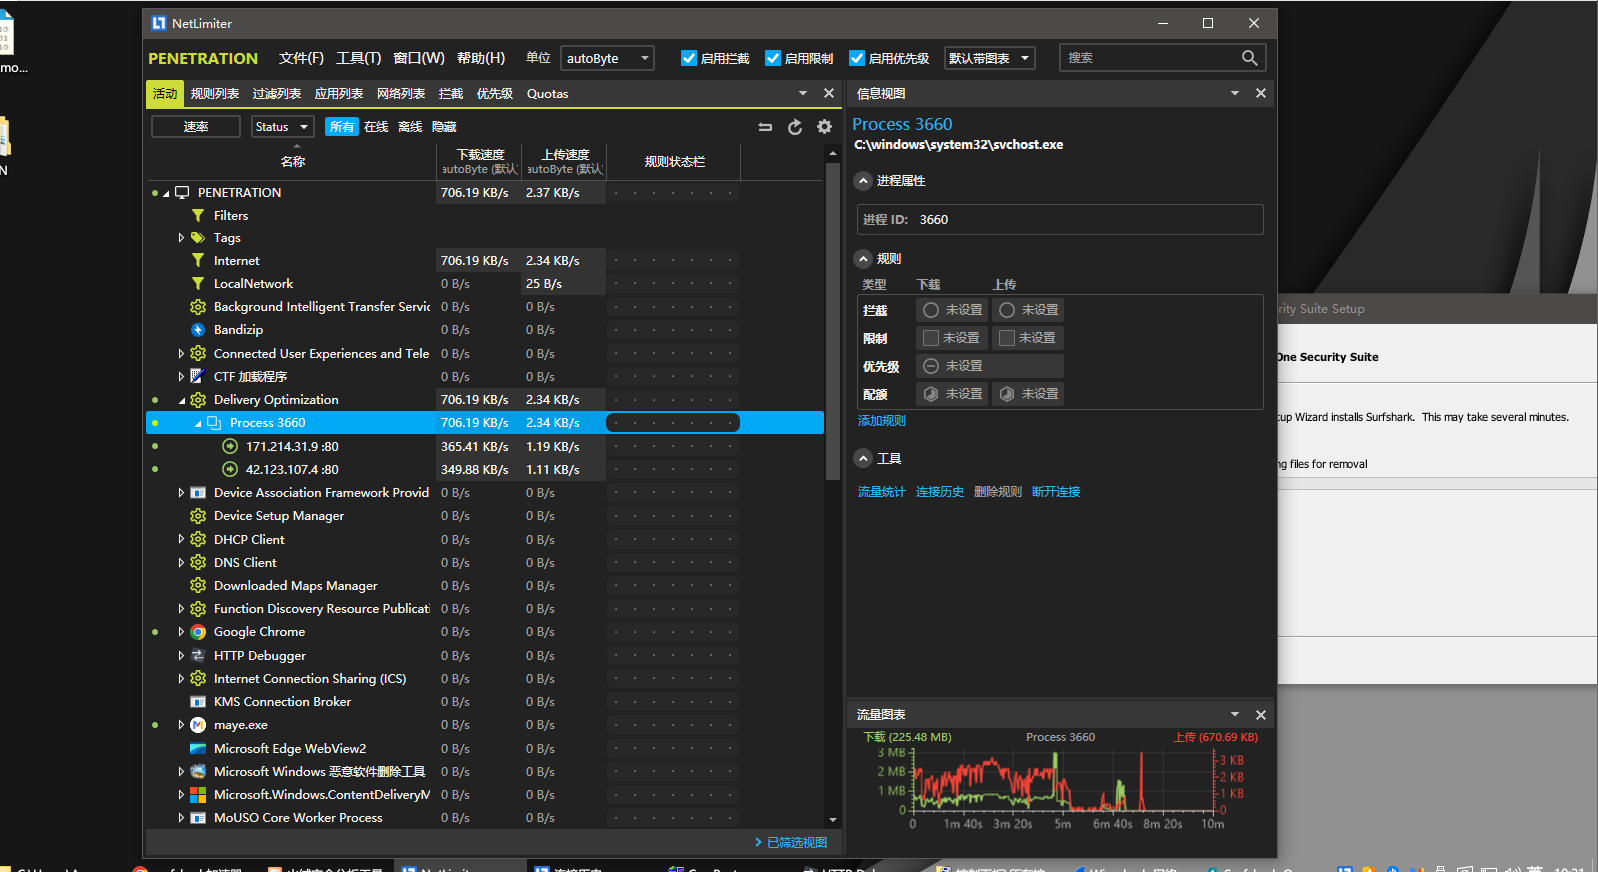 mo...
N
NetLimiter
PENETRATION 文件(F) 工具(T) 窗口(W) 帮助(H) 单位 autoByte 启用拦截 启用限制 启用优先级 默认带图表 搜索
活动 规则列表 过滤列表 应用列表 网络列表 拦截 优先级 Quotas
速率 Status 所有 在线 离线 隐藏
名称 下载速度 上传速度 规则状态栏
autoByte (默认 autoByte (默认
PENETRATION 706.19 KB/s 2.37 KB/s
Filters
Tags
Internet 706.19 KB/s 2.34 KB/s
LocalNetwork 0 B/s 25 B/s
Background Intelligent Transfer Servic 0 B/s 0 B/s
Bandizip 0 B/s 0 B/s
Connected User Experiences and Tele 0 B/s 0 B/s
CTF 加载程序 0 B/s 0 B/s
Delivery Optimization 706.19 KB/s 2.34 KB/s
Process 3660 706.19 KB/s 2.34 KB/s
171.214.31.9 :80 365.41 KB/s 1.19 KB/s
42.123.107.4 :80 349.88 KB/s 1.11 KB/s
Device Association Framework Provid 0 B/s 0 B/s
Device Setup Manager 0 B/s 0 B/s
DHCP Client 0 B/s 0 B/s
DNS Client 0 B/s 0 B/s
Downloaded Maps Manager 0 B/s 0 B/s
Function Discovery Resource Publicati 0 B/s 0 B/s
Google Chrome 0 B/s 0 B/s
HTTP Debugger 0 B/s 0 B/s
Internet Connection Sharing (ICS) 0 B/s 0 B/s
KMS Connection Broker 0 B/s 0 B/s
maye.exe 0 B/s 0 B/s
Microsoft Edge WebView2 0 B/s 0 B/s
Microsoft Windows 恶意软件删除工具 0 B/s 0 B/s
Microsoft.Windows.ContentDeliveryM 0 B/s 0 B/s
MoUSO Core Worker Process 0 B/s 0 B/s
已筛选视图
信息视图
Process 3660
C:\windows\system32\svchost.exe
进程属性
进程 ID: 3660
规则
类型 下载 上传
拦截 未设置 未设置
限制 未设置 未设置
优先级 未设置
配额 未设置 未设置
添加规则
工具
流量统计 连接历史 删除规则 断开连接
流量图表
下载 (225.48 MB) Process 3660 上传 (670.69 KB)
3 MB 3 KB
2 MB 2 KB
1 MB 1 KB
0 0
0 1m 40s 3m 20s 5m 6m 40s 8m 20s 10m
rity Suite Setup
One Security Suite
tup Wizard installs Surfshark. This may take several minutes.
ng files for removal